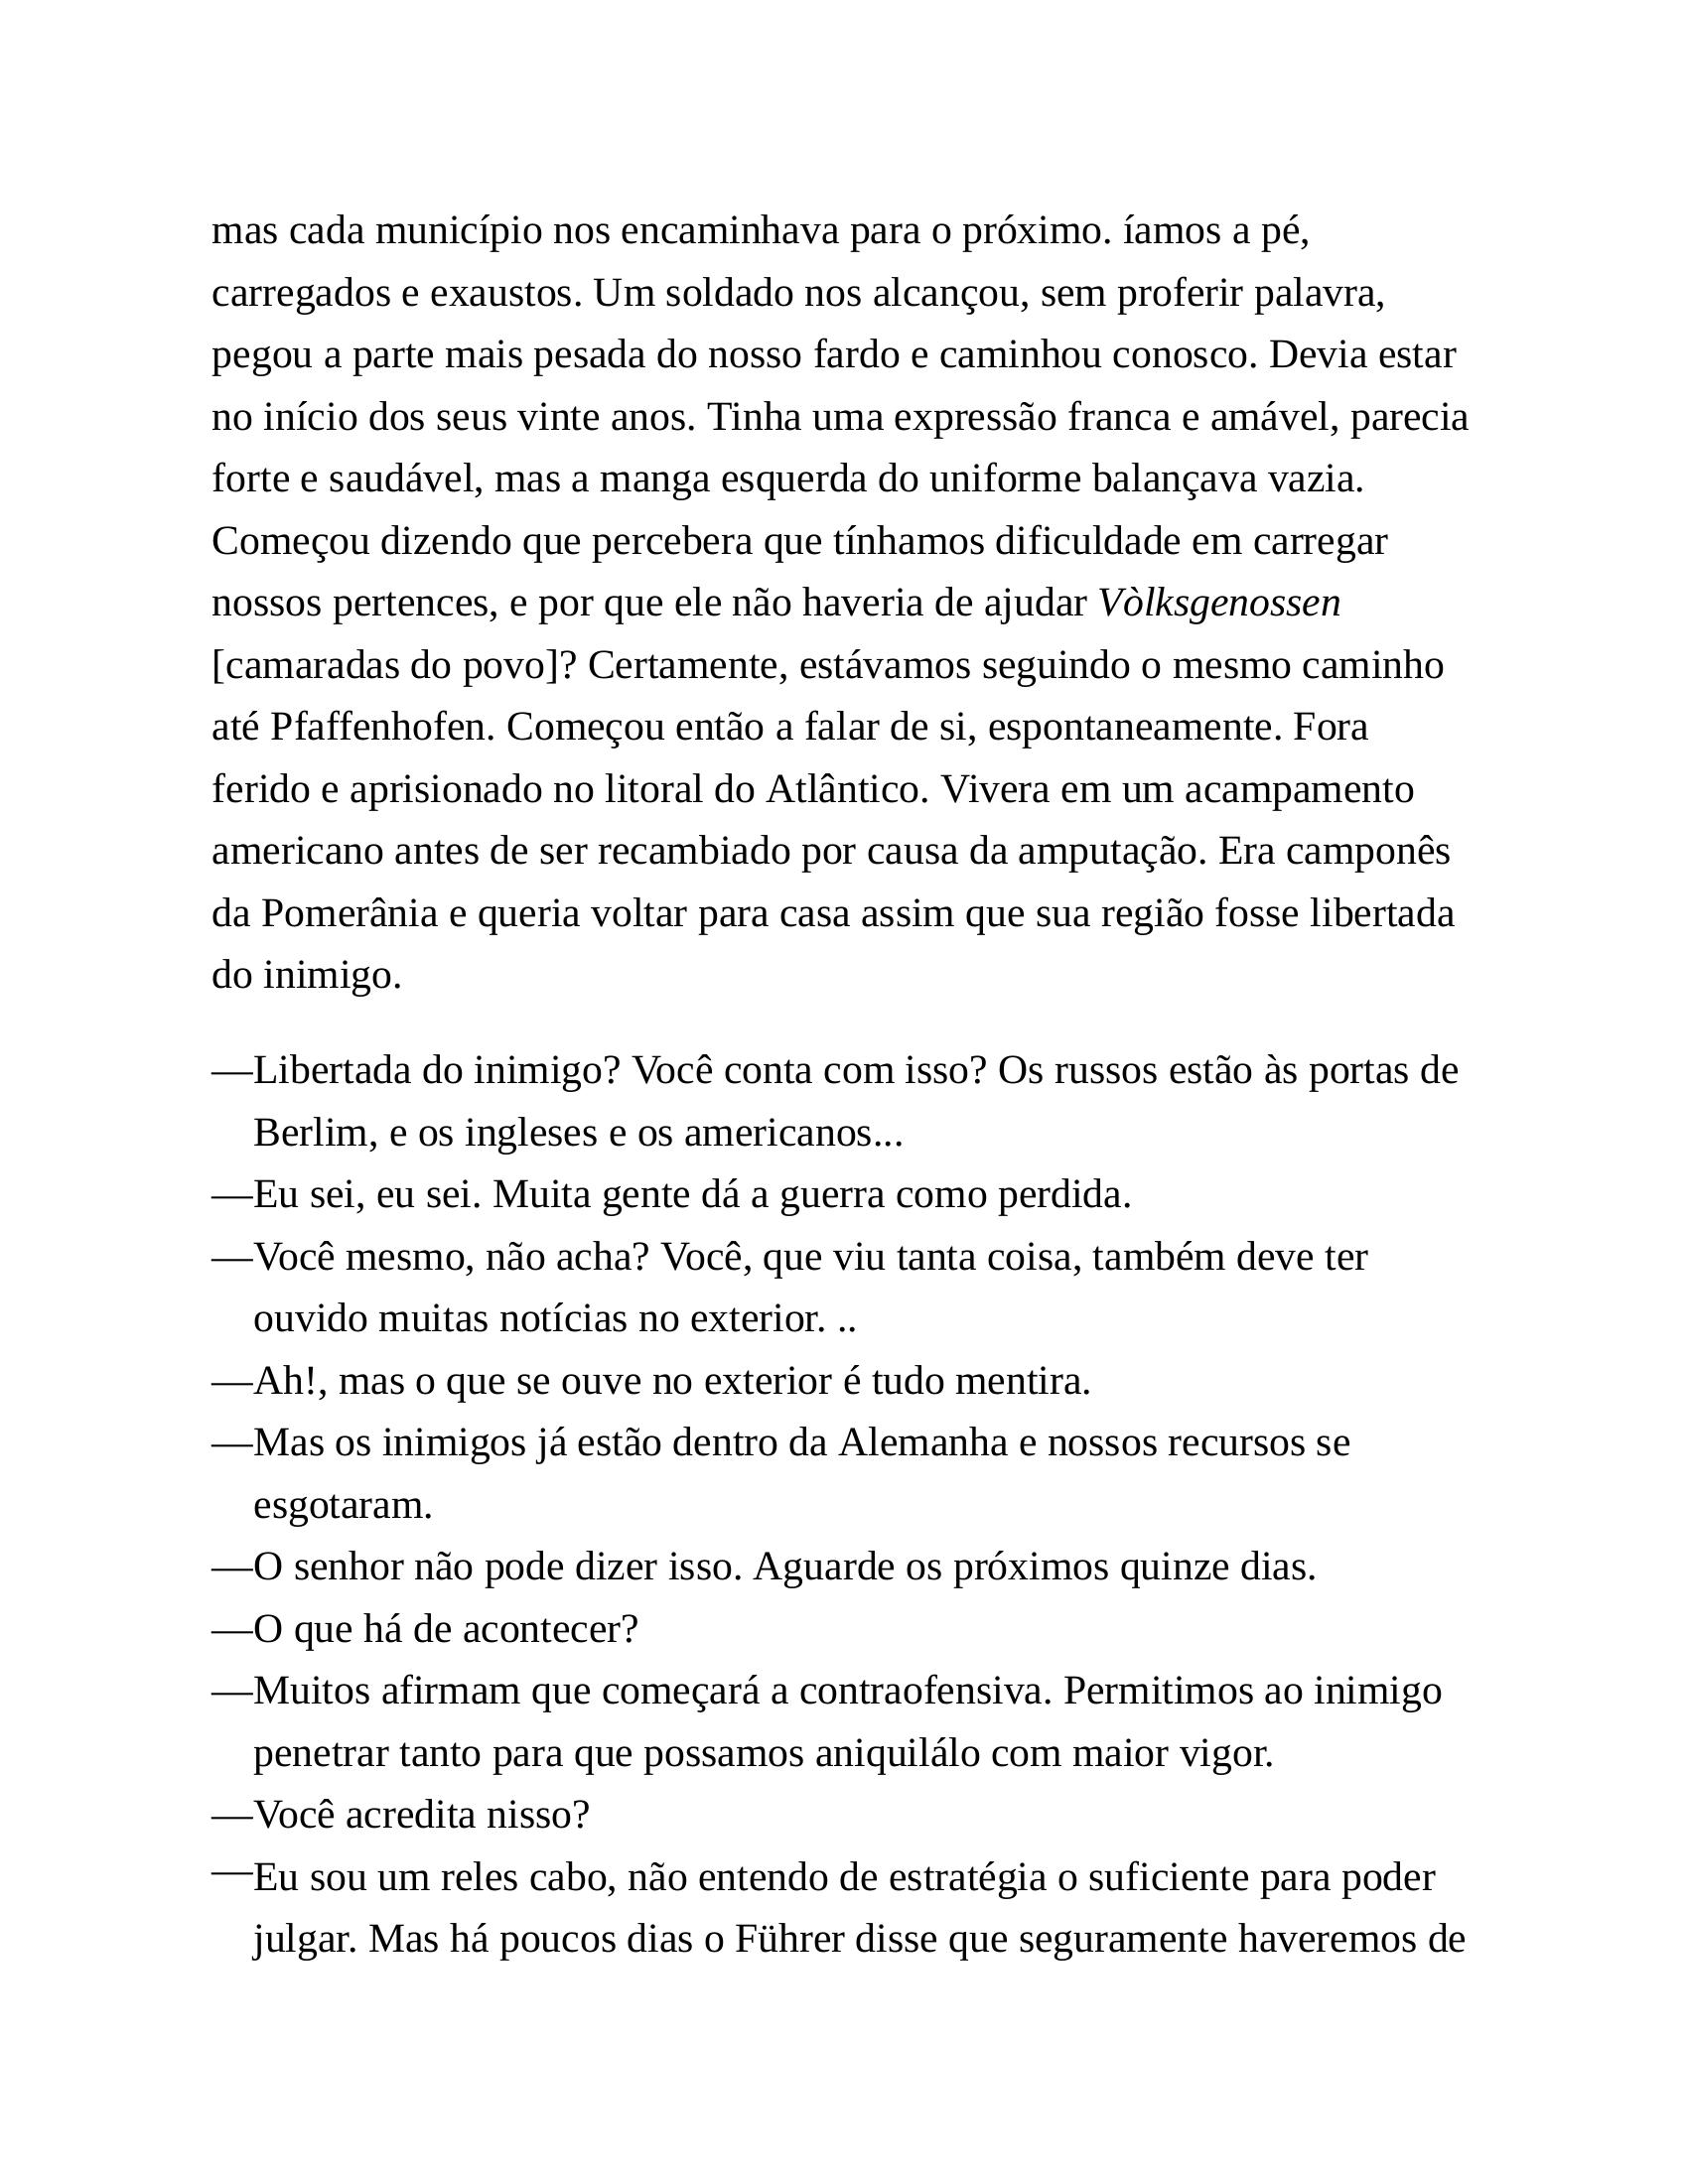 mas cada município nos encaminhava para o próximo. íamos a pé,
carregados e exaustos. Um soldado nos alcançou, sem proferir palavra,
pegou a parte mais pesada do nosso fardo e caminhou conosco. Devia estar
no início dos seus vinte anos. Tinha uma expressão franca e amável, parecia
forte e saudável, mas a manga esquerda do uniforme balançava vazia.
Começou dizendo que percebera que tínhamos dificuldade em carregar
nossos pertences, e por que ele não haveria de ajudar Vòlksgenossen
[camaradas do povo]? Certamente, estávamos seguindo o mesmo caminho
até Pfaffenhofen. Começou então a falar de si, espontaneamente. Fora
ferido e aprisionado no litoral do Atlântico. Vivera em um acampamento
americano antes de ser recambiado por causa da amputação. Era camponês
da Pomerânia e queria voltar para casa assim que sua região fosse libertada
do inimigo.
—Libertada do inimigo? Você conta com isso? Os russos estão às portas de
Berlim, e os ingleses e os americanos...
—Eu sei, eu sei. Muita gente dá a guerra como perdida.
—Você mesmo, não acha? Você, que viu tanta coisa, também deve ter
ouvido muitas notícias no exterior. ..
—Ah!, mas o que se ouve no exterior é tudo mentira.
—Mas os inimigos já estão dentro da Alemanha e nossos recursos se
esgotaram.
—O senhor não pode dizer isso. Aguarde os próximos quinze dias.
—O que há de acontecer?
—Muitos afirmam que começará a contraofensiva. Permitimos ao inimigo
penetrar tanto para que possamos aniquilálo com maior vigor.
—Você acredita nisso?
—Eu sou um reles cabo, não entendo de estratégia o suficiente para poder
julgar. Mas há poucos dias o Führer disse que seguramente haveremos de